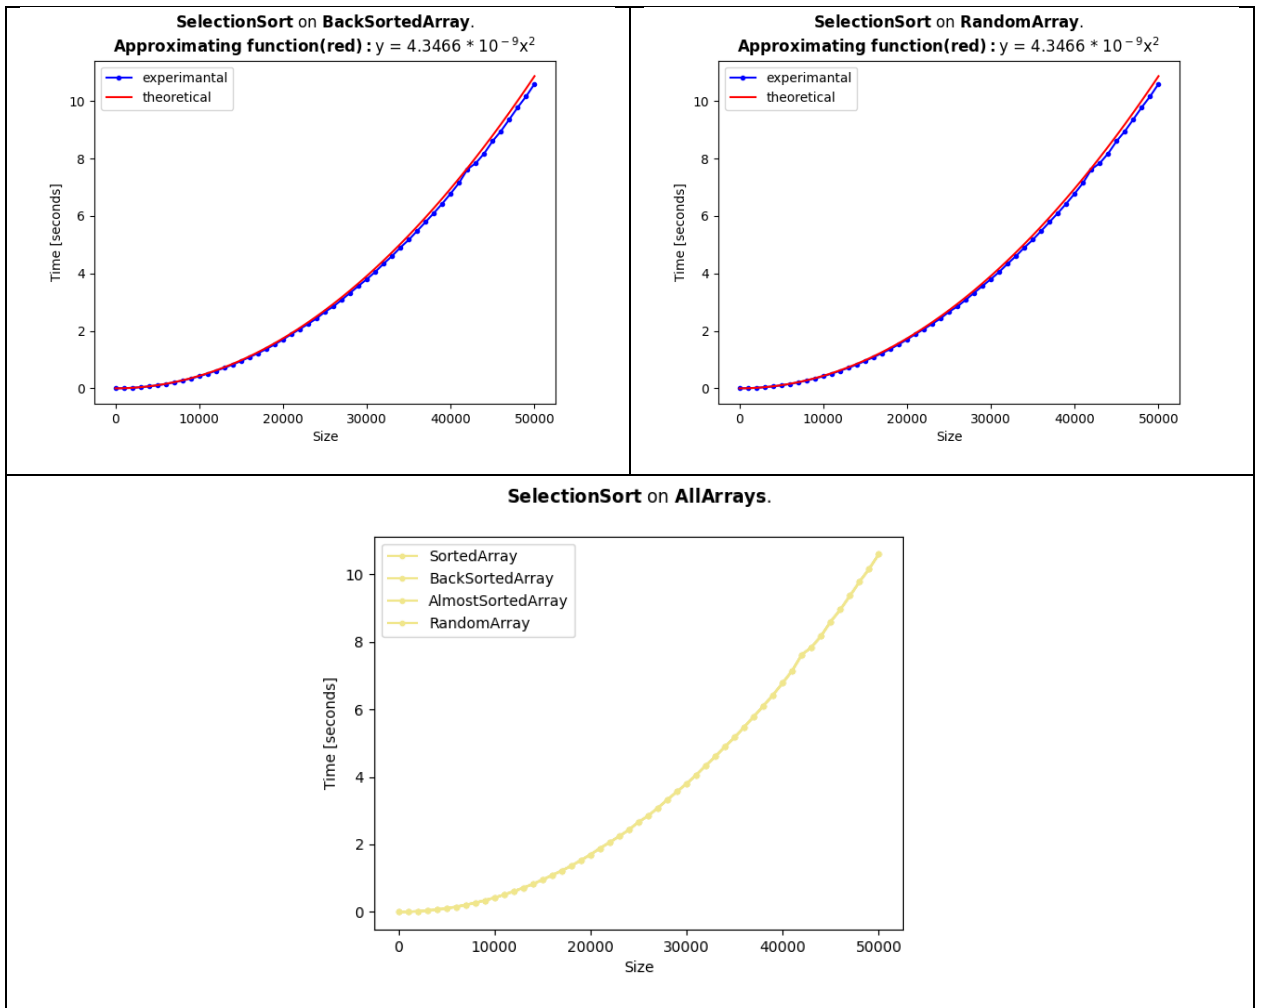 SelectionSort on BackSortedArray.
Approximating function(red) : y = 4.3466 * 10⁻⁹x²
experimantal
theoretical
10
8
6
4
2
0
Time [seconds]
0 10000 20000 30000 40000 50000
Size
SelectionSort on RandomArray.
Approximating function(red) : y = 4.3466 * 10⁻⁹x²
experimantal
theoretical
10
8
6
4
2
0
Time [seconds]
0 10000 20000 30000 40000 50000
Size
SelectionSort on AllArrays.
SortedArray
BackSortedArray
AlmostSortedArray
RandomArray
10
8
6
4
2
0
Time [seconds]
0 10000 20000 30000 40000 50000
Size